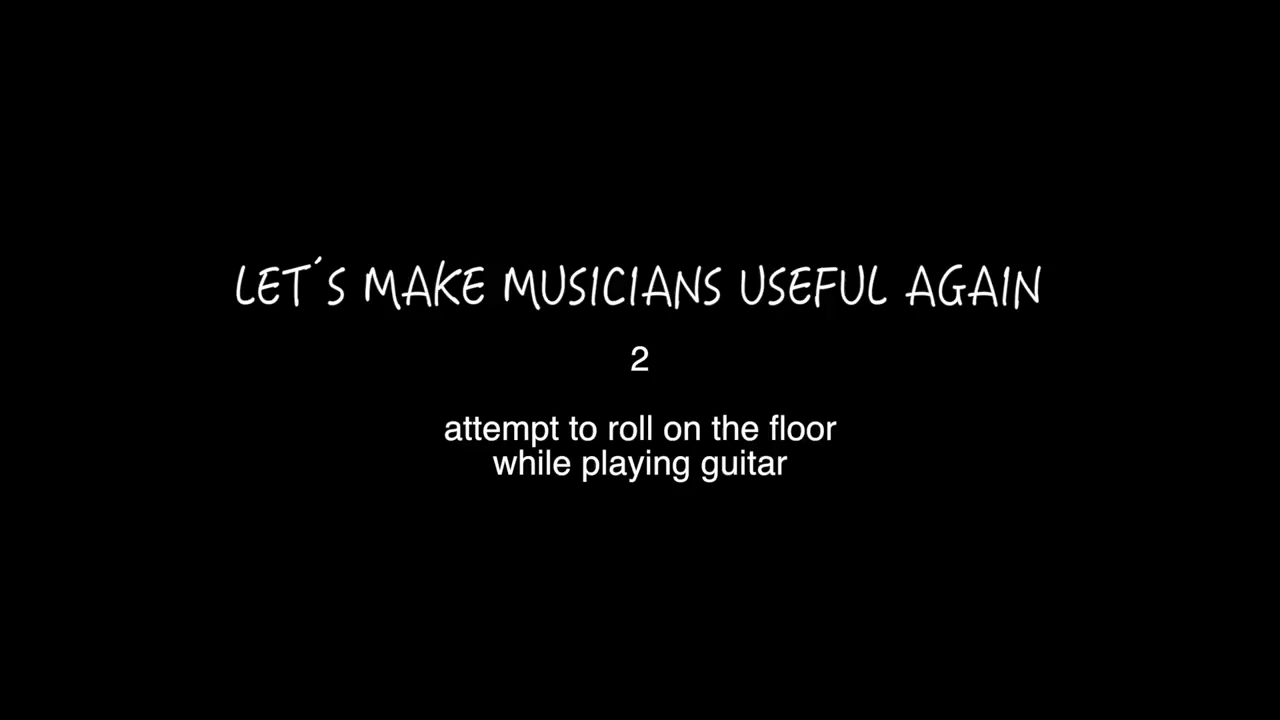 LET´S MAKE MUSICIANS USEFUL AGAIN
2
attempt to roll on the floor
while playing guitar